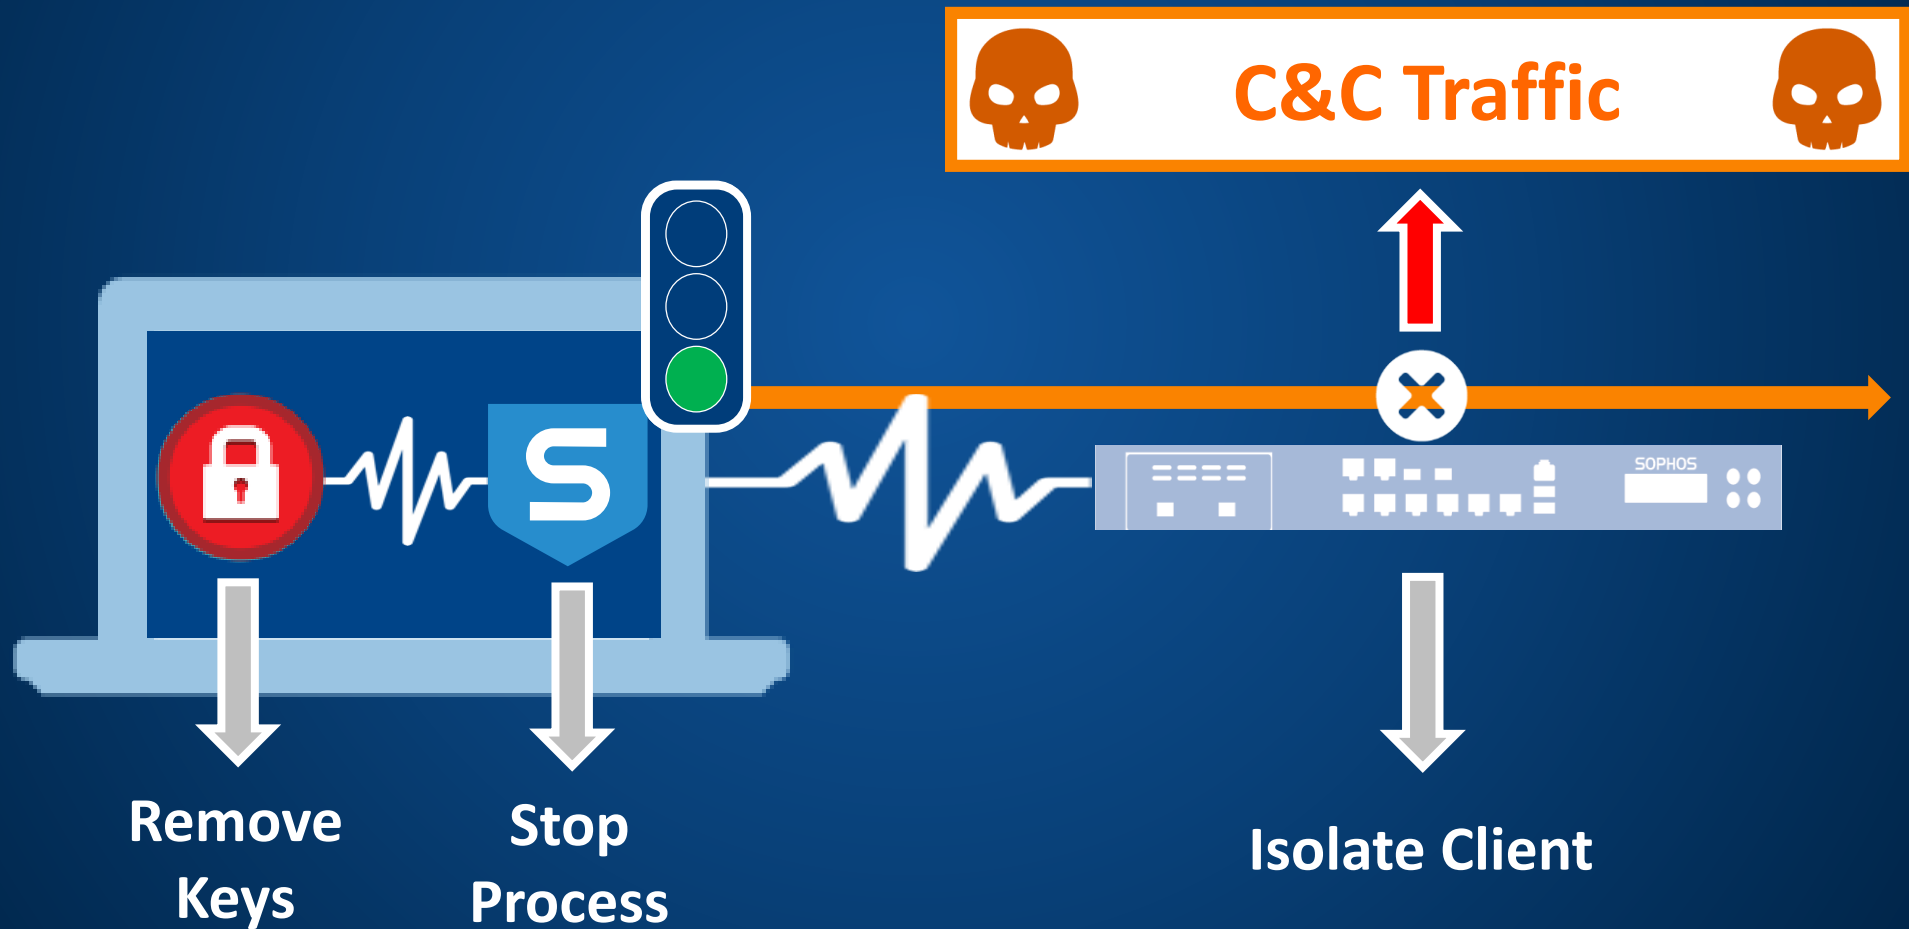 C&C Traffic
S
SOPHOS
Remove
Keys
Stop
Process
Isolate Client